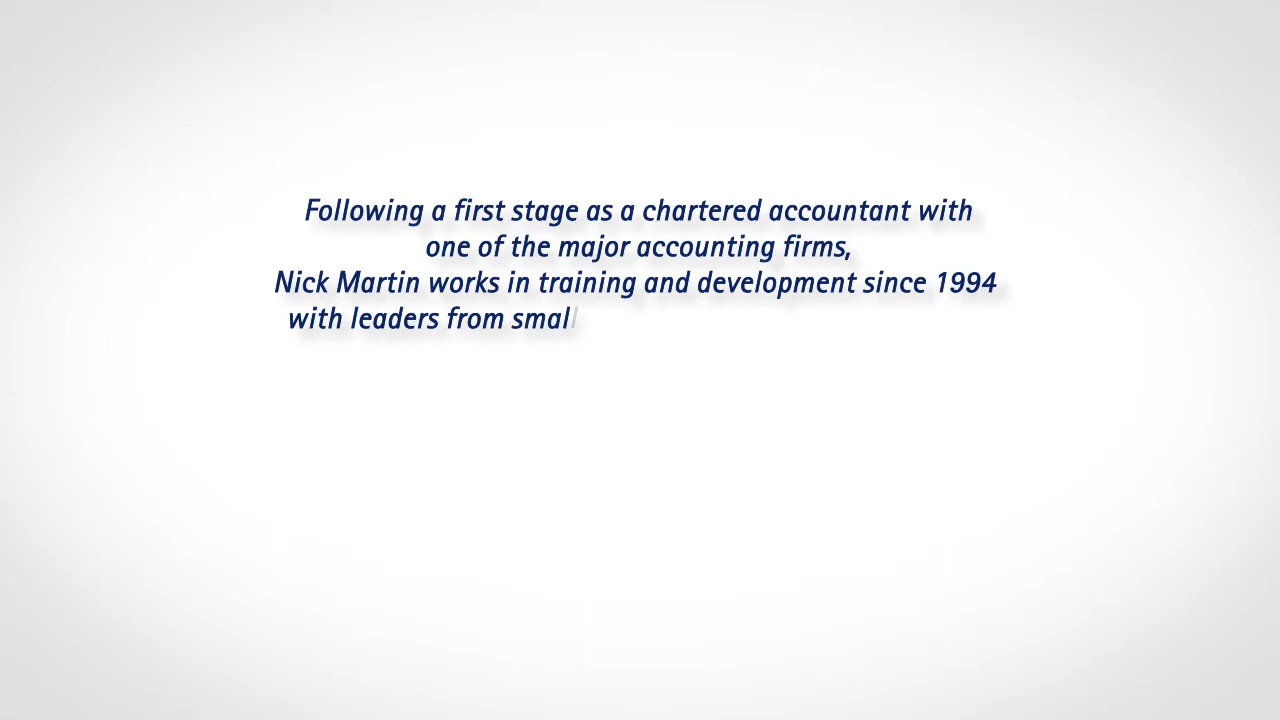 Following a first stage as a chartered accountant with
one of the major accounting firms,
Nick Martin works in training and development since 1994
with leaders from small